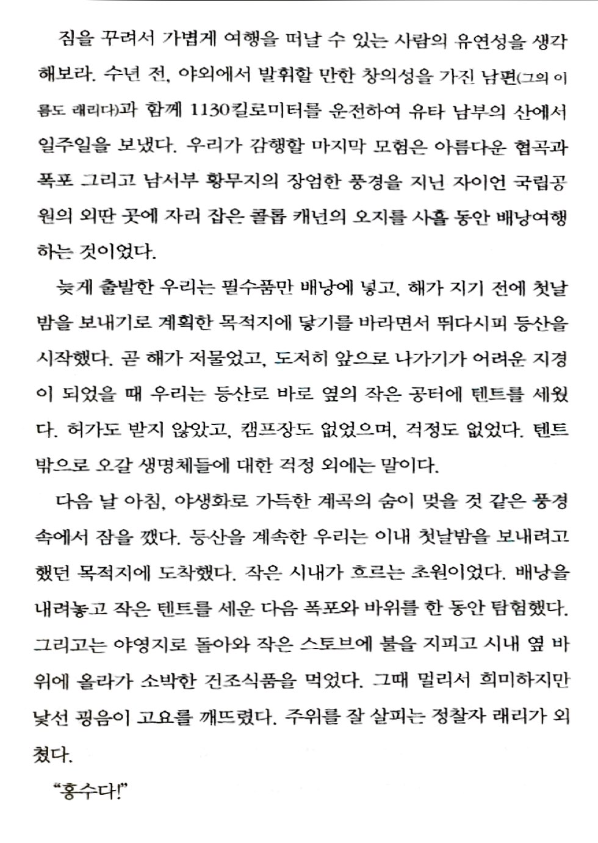 짐을 꾸려서 가볍게 여행을 떠날 수 있는 사람의 유연성을 생각
해보라. 수년 전, 야외에서 발휘할 만한 창의성을 가진 남편(그의 이
름도 래리다)과 함께 1130킬로미터를 운전하여 유타 남부의 산에서
일주일을 보냈다. 우리가 감행할 마지막 모험은 아름다운 협곡과
폭포 그리고 남서부 황무지의 장엄한 풍경을 지닌 자이언 국립공
원의 외딴 곳에 자리 잡은 콜롭 캐년의 오지를 사흘 동안 배낭여행
하는 것이었다.
늦게 출발한 우리는 필수품만 배낭에 넣고, 해가 지기 전에 첫날
밤을 보내기로 계획한 목적지에 닿기를 바라면서 뛰다시피 등산을
시작했다. 곧 해가 저물었고, 도저히 앞으로 나가기가 어려운 지경
이 되었을 때 우리는 등산로 바로 옆의 작은 공터에 텐트를 세웠
다. 허가도 받지 않았고, 캠프장도 없었으며, 걱정도 없었다. 텐트
밖으로 오갈 생명체들에 대한 걱정 외에는 말이다.
다음 날 아침, 야생화로 가득한 계곡의 숨이 멎을 것 같은 풍경
속에서 잠을 깼다. 등산을 계속한 우리는 이내 첫날밤을 보내려고
했던 목적지에 도착했다. 작은 시내가 흐르는 초원이었다. 배낭을
내려놓고 작은 텐트를 세운 다음 폭포와 바위를 한 동안 탐험했다.
그리고는 야영지로 돌아와 작은 스토브에 불을 지피고 시내 옆 바
위에 올라가 소박한 건조식품을 먹었다. 그때 멀리서 희미하지만
낯선 굉음이 고요를 깨뜨렸다. 주위를 잘 살피는 정찰자 래리가 외
쳤다.
“홍수다!”